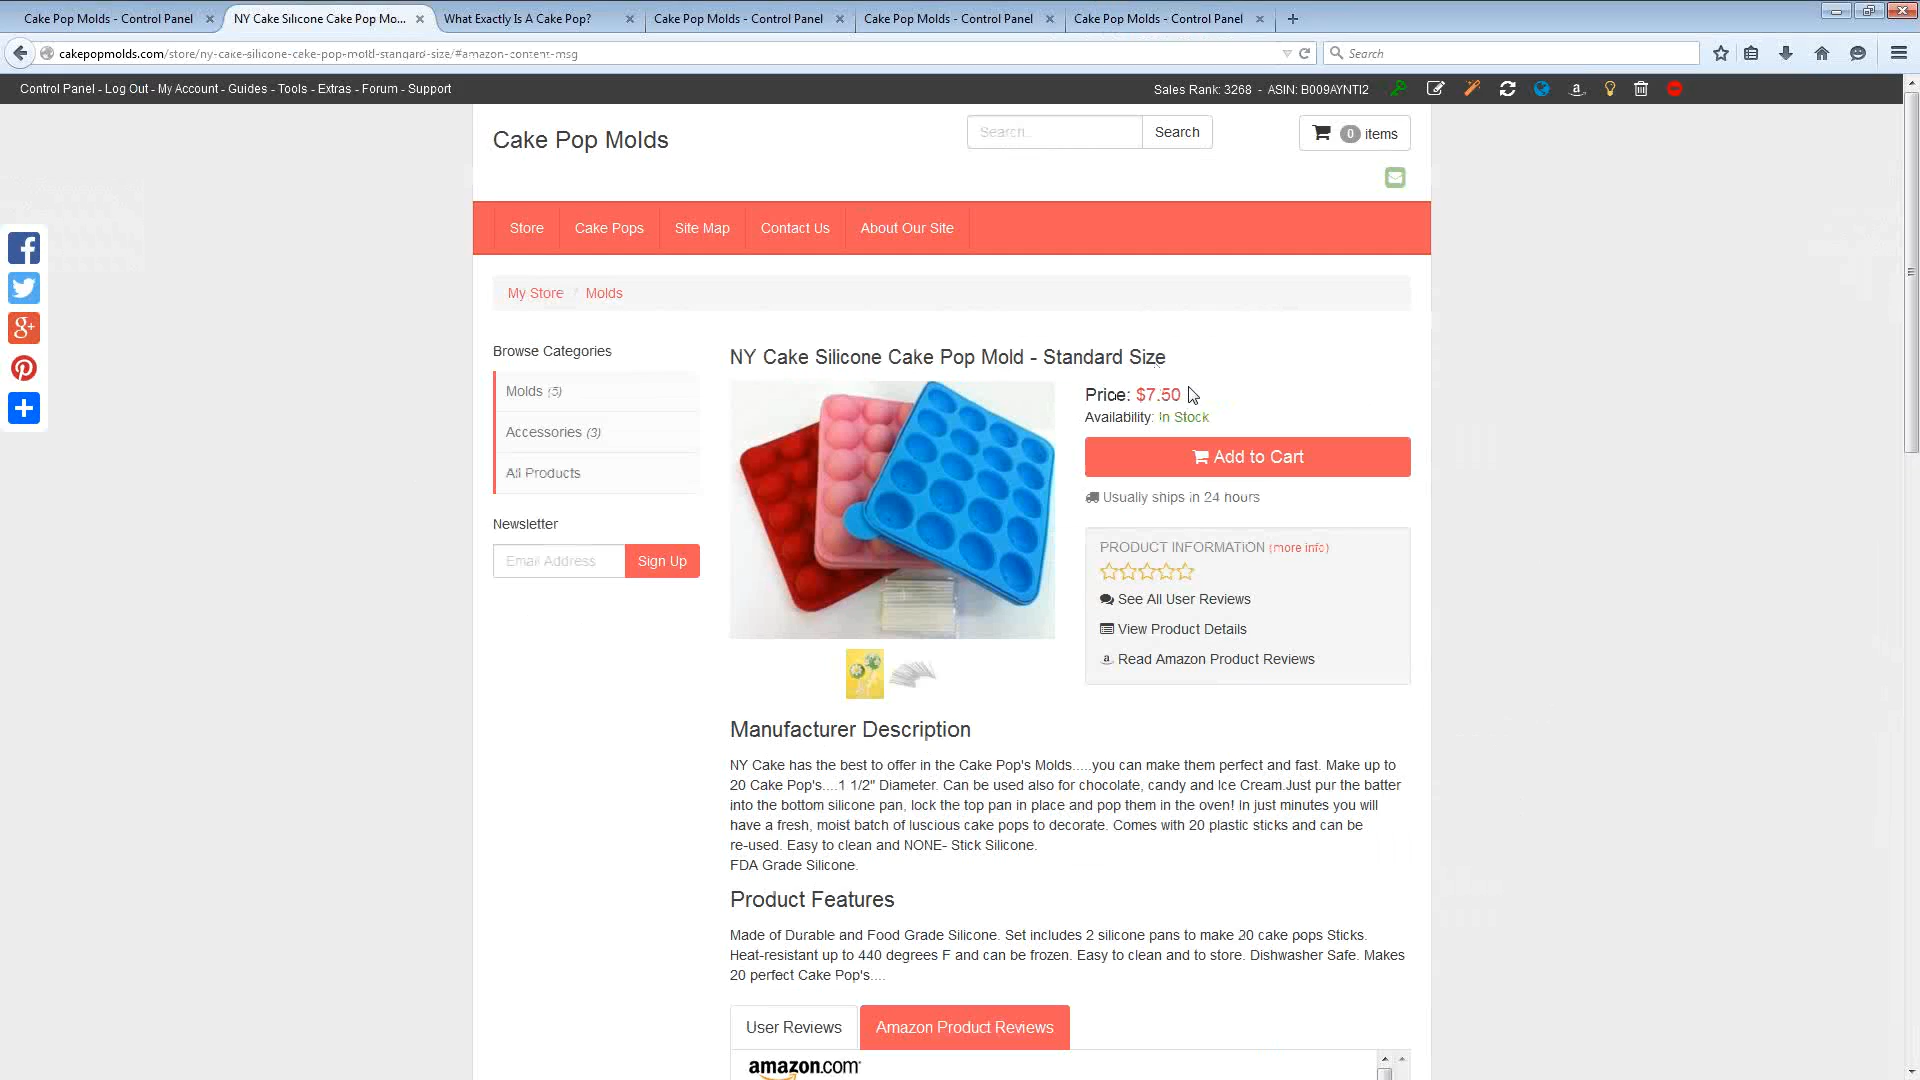 Cake Pop Molds - Control Panel
NY Cake Silicone Cake Pop Mo...
What Exactly Is A Cake Pop?
Cake Pop Molds - Control Panel
Cake Pop Molds - Control Panel
Cake Pop Molds - Control Panel
cakepopmolds.com/store/ny-cake-silicone-cake-pop-mold-standard-size/#amazon-content-msg
Search
Control Panel - Log Out - My Account - Guides - Tools - Extras - Forum - Support
Sales Rank: 3268 - ASIN: B009AYNTI2
Cake Pop Molds
Search...
Search
0 items
Store
Cake Pops
Site Map
Contact Us
About Our Site
My Store / Molds
Browse Categories
Molds (5)
Accessories (3)
All Products
Newsletter
Email Address
Sign Up
NY Cake Silicone Cake Pop Mold - Standard Size
Price: $7.50
Availability: In Stock
Add to Cart
Usually ships in 24 hours
PRODUCT INFORMATION (more info)
See All User Reviews
View Product Details
Read Amazon Product Reviews
Manufacturer Description
NY Cake has the best to offer in the Cake Pop's Molds.....you can make them perfect and fast. Make up to
20 Cake Pop's....1 1/2" Diameter. Can be used also for chocolate, candy and Ice Cream.Just pur the batter
into the bottom silicone pan, lock the top pan in place and pop them in the oven! In just minutes you will
have a fresh, moist batch of luscious cake pops to decorate. Comes with 20 plastic sticks and can be
re-used. Easy to clean and NONE- Stick Silicone.
FDA Grade Silicone.
Product Features
Made of Durable and Food Grade Silicone. Set includes 2 silicone pans to make 20 cake pops Sticks.
Heat-resistant up to 440 degrees F and can be frozen. Easy to clean and to store. Dishwasher Safe. Makes
20 perfect Cake Pop's....
User Reviews
Amazon Product Reviews
amazon.com